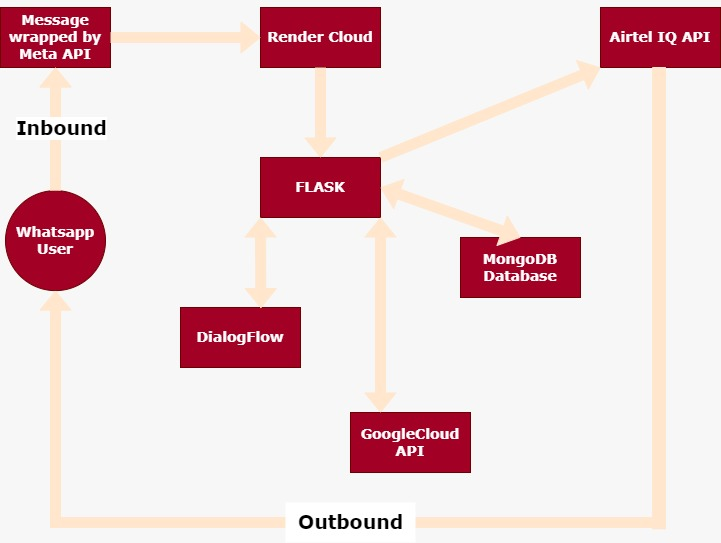 Message
wrapped by
Meta API
Render Cloud
Airtel IQ API
Inbound
FLASK
Whatsapp
User
MongoDB
Database
DialogFlow
GoogleCloud
API
Outbound